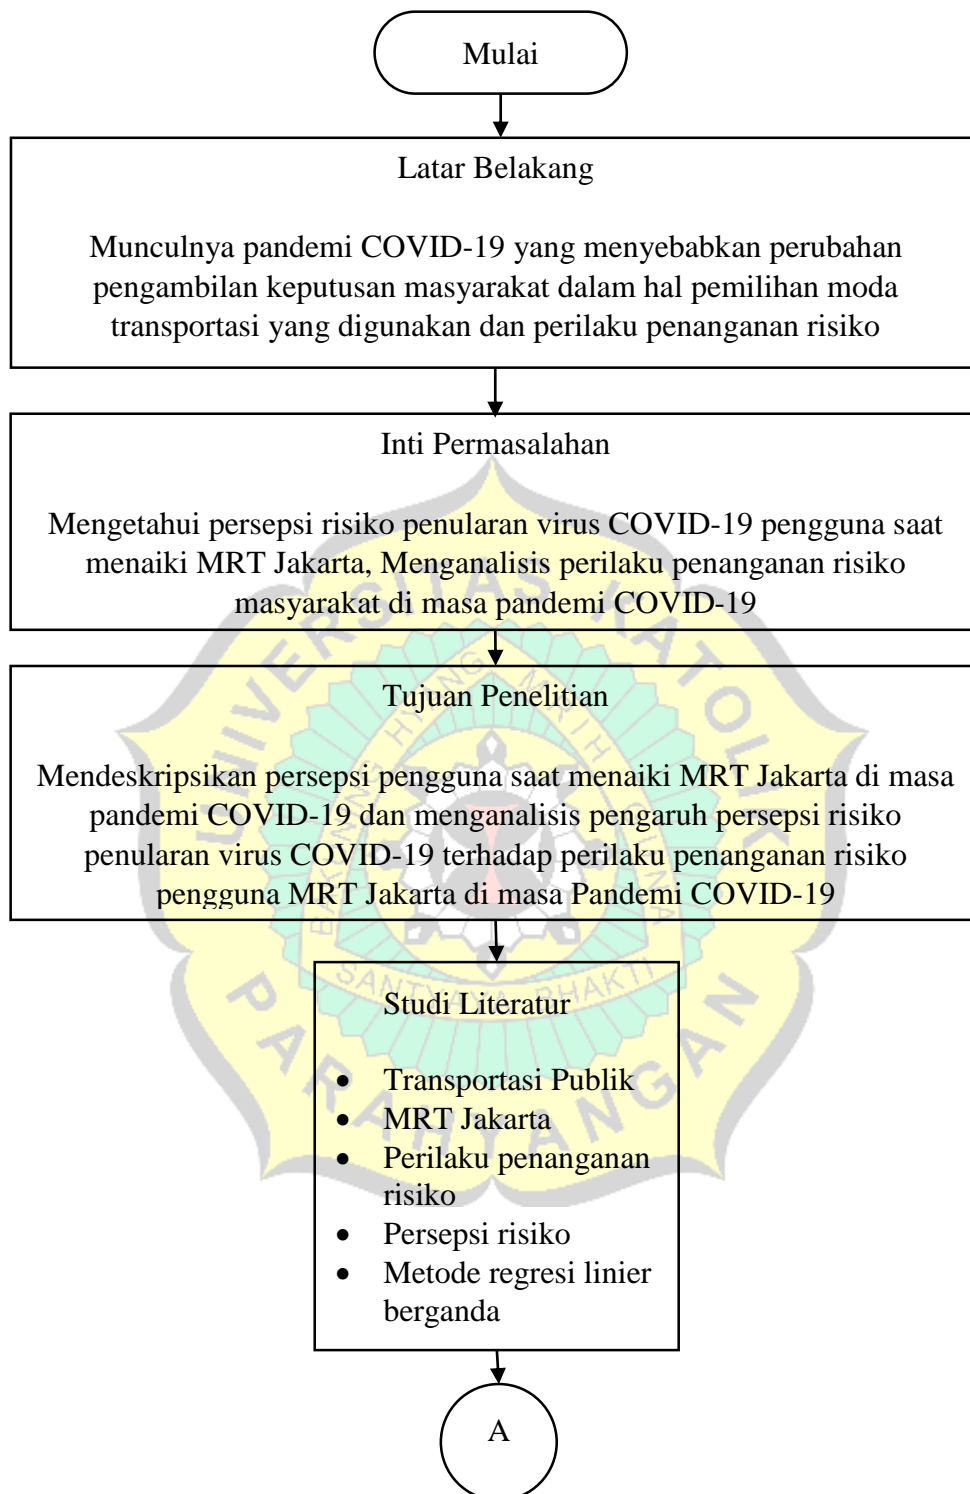 Mulai
Latar Belakang
Munculnya pandemi COVID-19 yang menyebabkan perubahan
pengambilan keputusan masyarakat dalam hal pemilihan moda
transportasi yang digunakan dan perilaku penanganan risiko
Inti Permasalahan
Mengetahui persepsi risiko penularan virus COVID-19 pengguna saat
menaiki MRT Jakarta, Menganalisis perilaku penanganan risiko
masyarakat di masa pandemi COVID-19
Tujuan Penelitian
Mendeskripsikan persepsi pengguna saat menaiki MRT Jakarta di masa
pandemi COVID-19 dan menganalisis pengaruh persepsi risiko
penularan virus COVID-19 terhadap perilaku penanganan risiko
pengguna MRT Jakarta di masa Pandemi COVID-19
Studi Literatur
• Transportasi Publik
• MRT Jakarta
• Perilaku penanganan
risiko
• Persepsi risiko
• Metode regresi linier
berganda
A
UNIVERSITAS KATOLIK
PARAHYANGAN
SANTYAYA BHAKTI